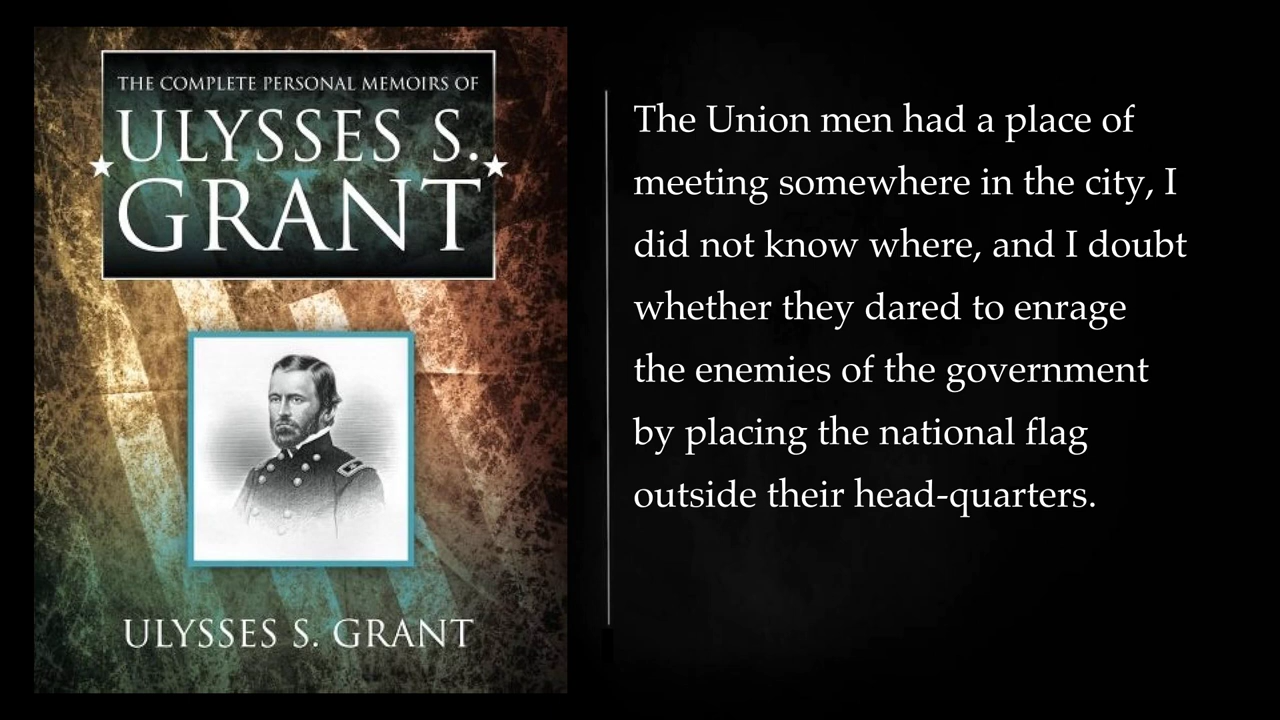 THE COMPLETE PERSONAL MEMOIRS OF
ULYSSES S.
GRANT
ULYSSES S. GRANT
The Union men had a place of
meeting somewhere in the city, I
did not know where, and I doubt
whether they dared to enrage
the enemies of the government
by placing the national flag
outside their head-quarters.